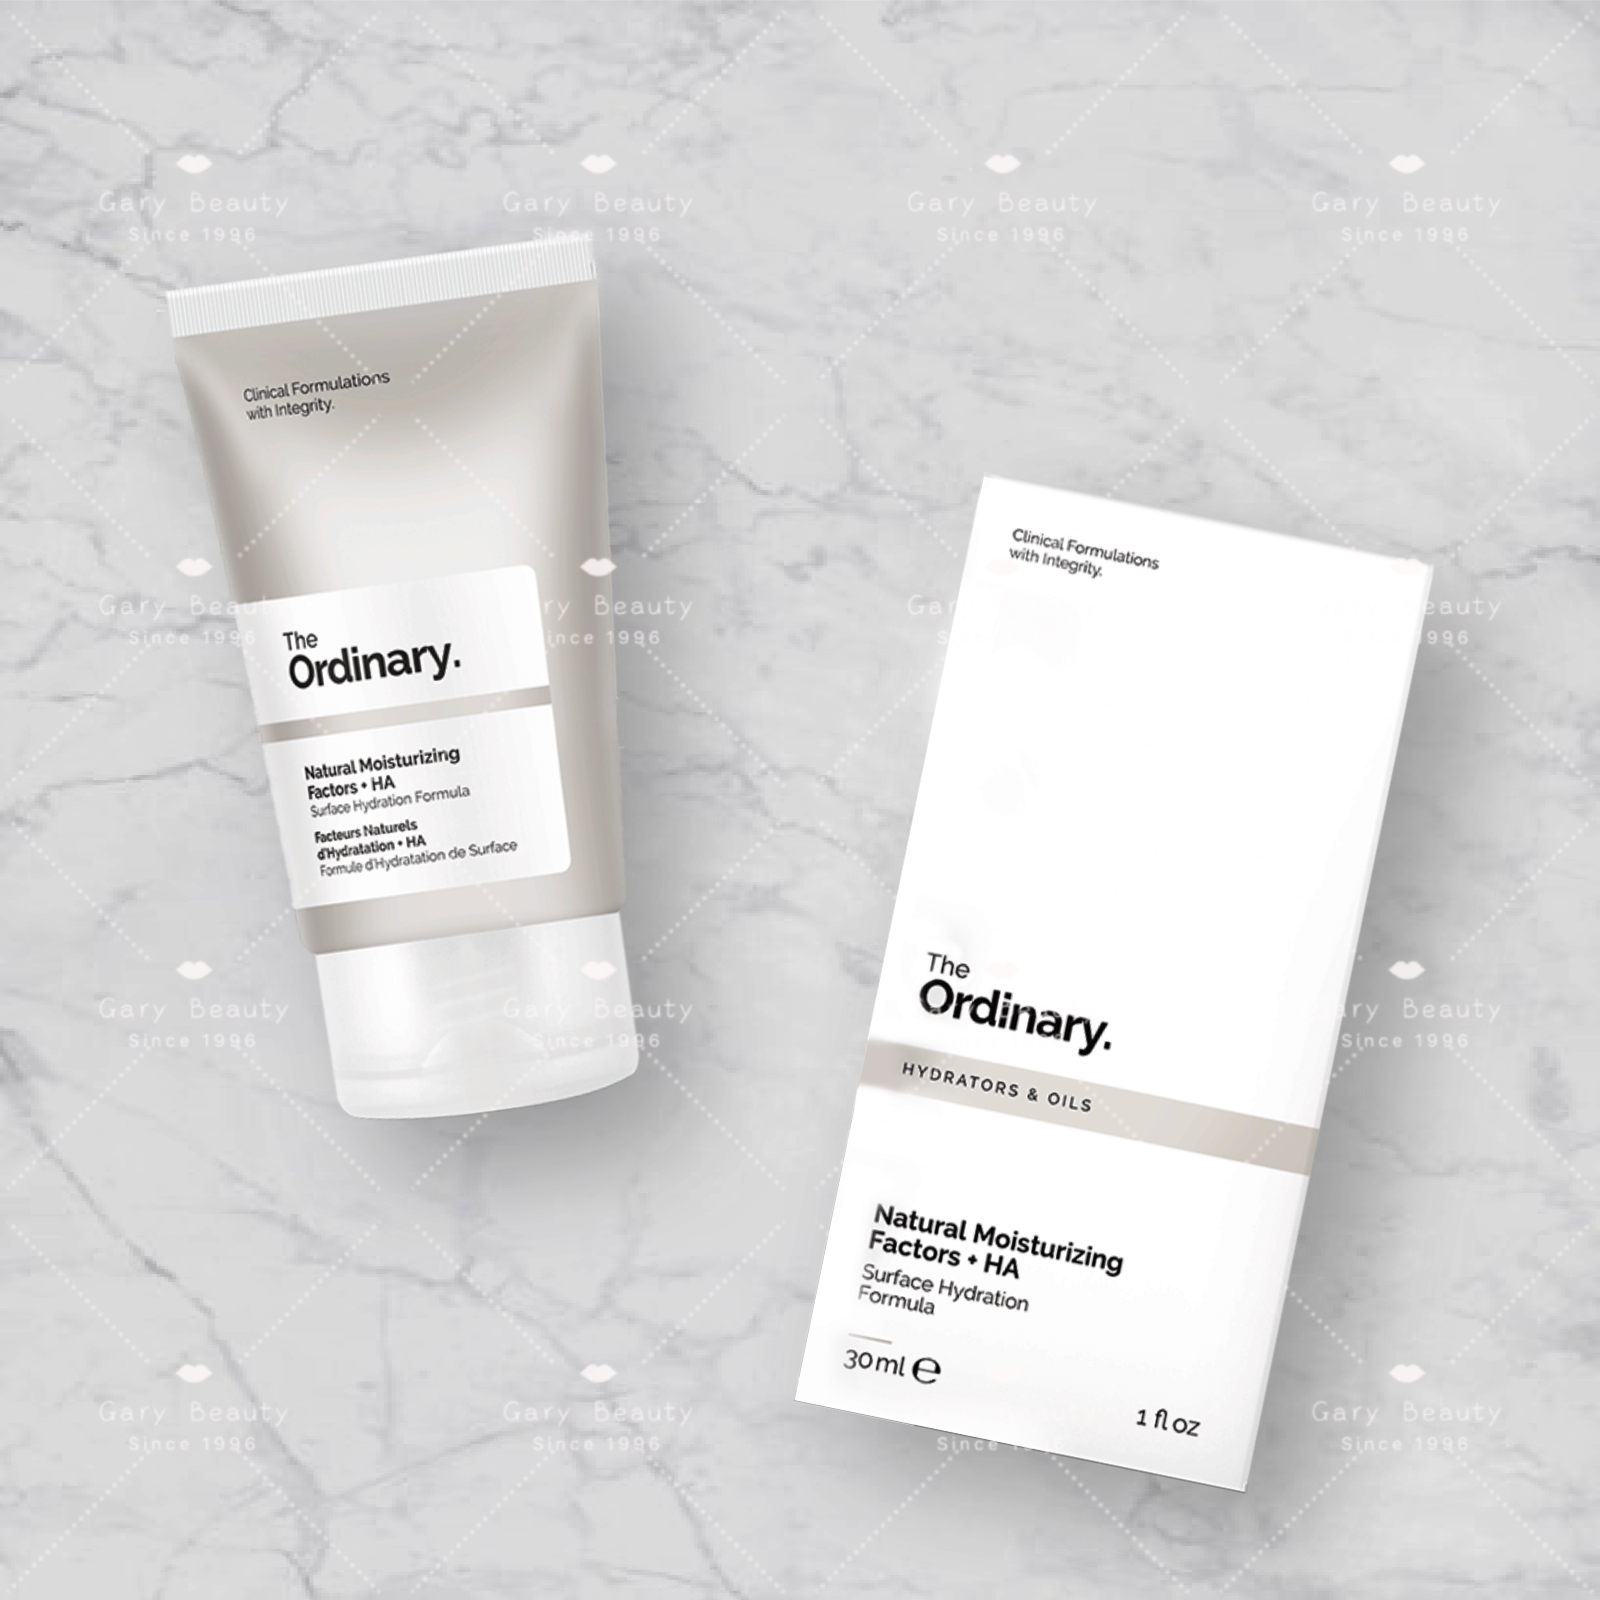 Gary Beauty
Since 1996
Clinical Formulations
with Integrity.
The
Ordinary.
Natural Moisturizing
Factors + HA
Surface Hydration Formula
Facteurs Naturels
d'Hydratation + HA
Formule d'Hydratation de Surface
Clinical Formulations
with Integrity.
The
Ordinary.
HYDRATORS & OILS
Natural Moisturizing
Factors + HA
Surface Hydration
Formula
30 ml e
1 fl oz